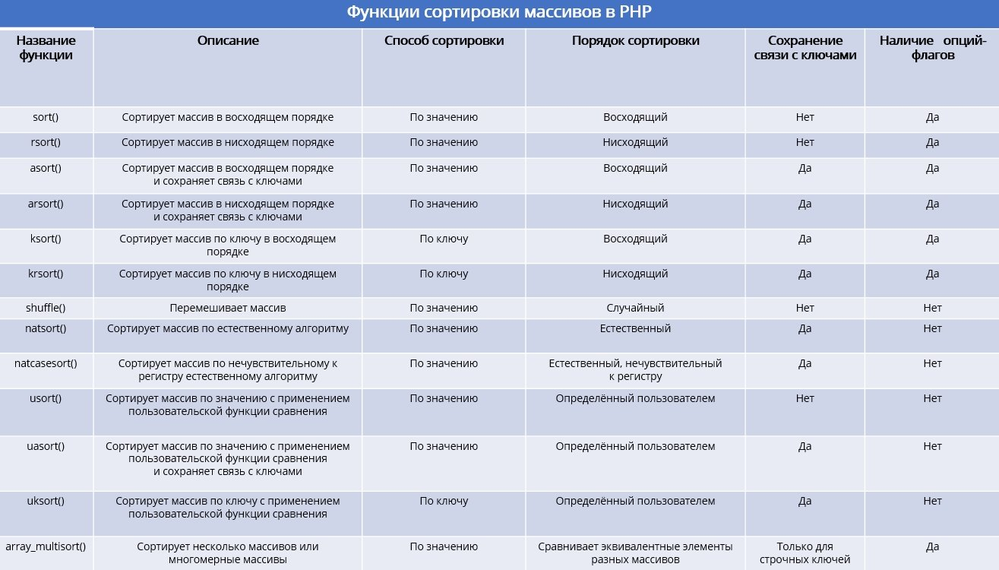 Функции сортировки массивов в PHP
Название функции Описание Способ сортировки Порядок сортировки Сохранение связи с ключами Наличие опций-флагов
sort() Сортирует массив в восходящем порядке По значению Восходящий Нет Да
rsort() Сортирует массив в нисходящем порядке По значению Нисходящий Нет Да
asort() Сортирует массив в восходящем порядке и сохраняет связь с ключами По значению Восходящий Да Да
arsort() Сортирует массив в нисходящем порядке и сохраняет связь с ключами По значению Нисходящий Да Да
ksort() Сортирует массив по ключу в восходящем порядке По ключу Восходящий Да Да
krsort() Сортирует массив по ключу в нисходящем порядке По ключу Нисходящий Да Да
shuffle() Перемешивает массив По значению Случайный Нет Нет
natsort() Сортирует массив по естественному алгоритму По значению Естественный Да Нет
natcasesort() Сортирует массив по нечувствительному к регистру естественному алгоритму По значению Естественный, нечувствительный к регистру Да Нет
usort() Сортирует массив по значению с применением пользовательской функции сравнения По значению Определённый пользователем Нет Нет
uasort() Сортирует массив по значению с применением пользовательской функции сравнения и сохраняет связь с ключами По значению Определённый пользователем Да Нет
uksort() Сортирует массив по ключу с применением пользовательской функции сравнения По ключу Определённый пользователем Да Нет
array_multisort() Сортирует несколько массивов или многомерные массивы По значению Сравнивает эквивалентные элементы разных массивов Только для строчных ключей Да